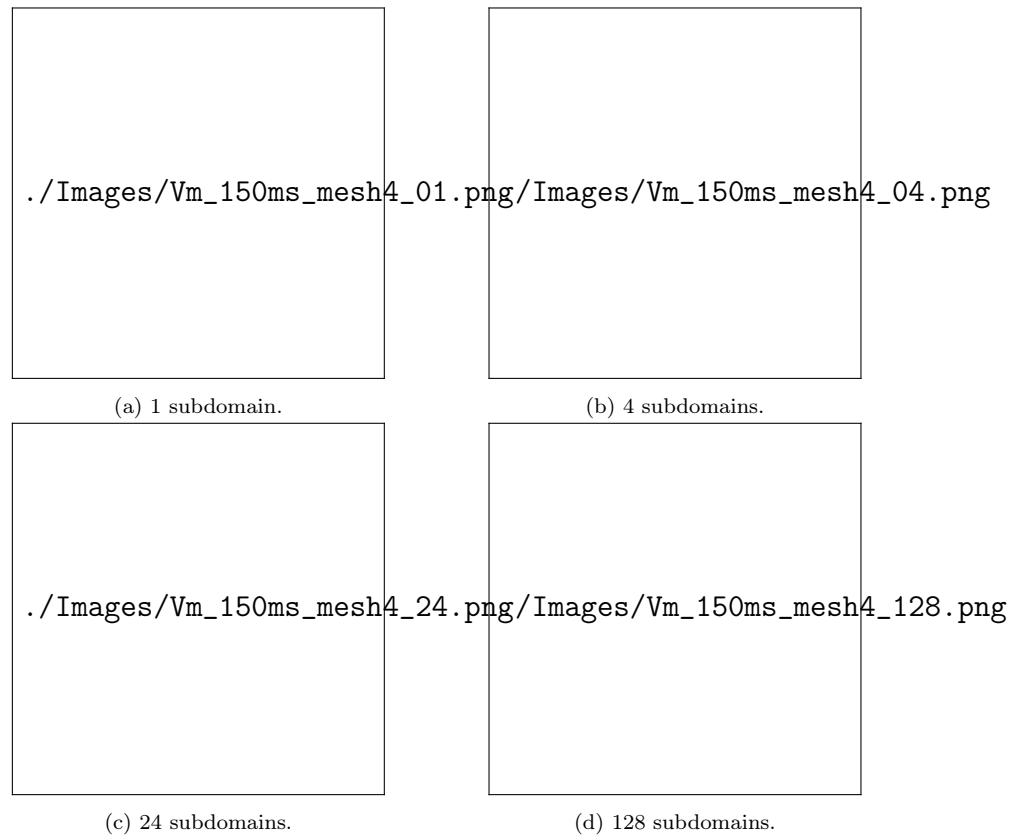 ./Images/Vm_150ms_mesh4_01.png/Images/Vm_150ms_mesh4_04.png
(a) 1 subdomain.
(b) 4 subdomains.
./Images/Vm_150ms_mesh4_24.png/Images/Vm_150ms_mesh4_128.png
(c) 24 subdomains.
(d) 128 subdomains.